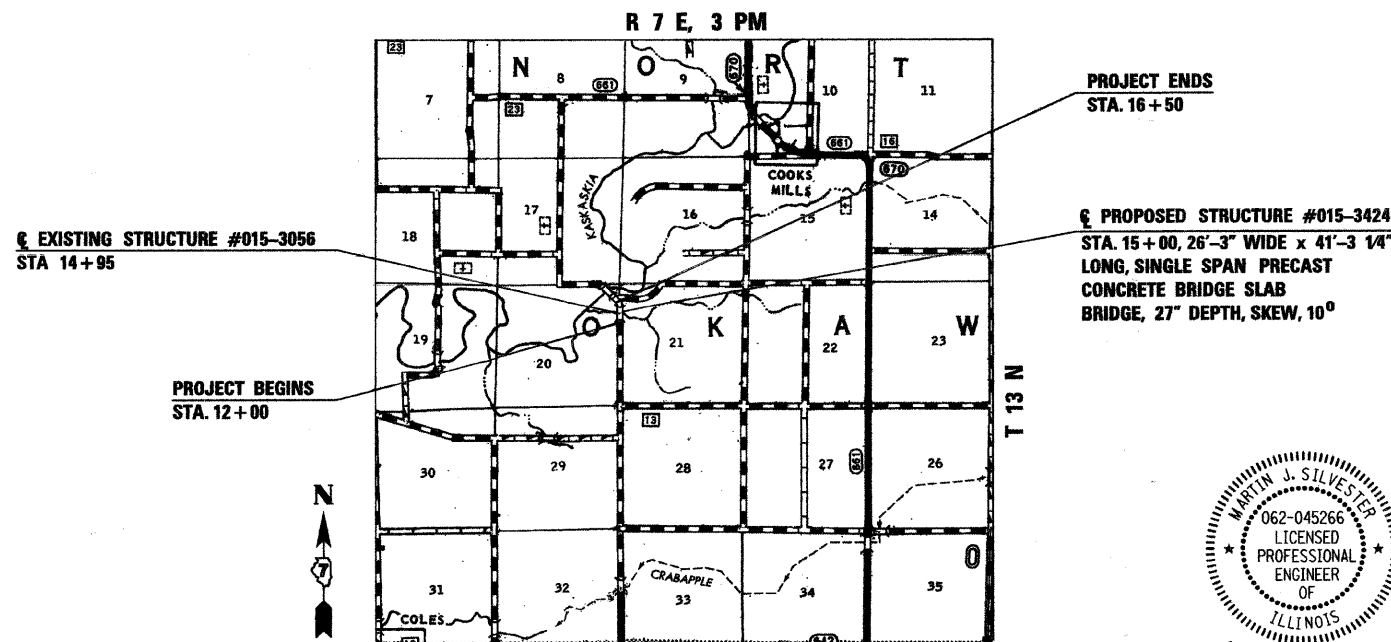 R 7 E, 3 PM
23
N O R T
7 8 9 10 11
661
670
23
16
661
670
PROJECT ENDS
STA. 16+50
COOKS
MILLS
KASKASKIA
18 17 16 15 14
℄ EXISTING STRUCTURE #015-3056
STA 14+95
℄ PROPOSED STRUCTURE #015-3424
STA. 15+00, 26'-3" WIDE x 41'-3 1/4"
LONG, SINGLE SPAN PRECAST
CONCRETE BRIDGE SLAB
BRIDGE, 27" DEPTH, SKEW, 10⁰
O K A W
19 20 21 22 23
PROJECT BEGINS
STA. 12+00
T 13 N
13
30 29 28 27 26
661
N
7
31 32 33 34 35
O
CRABAPPLE
COLES
MARTIN J. SILVESTER
062-045266
LICENSED
PROFESSIONAL
ENGINEER
OF
ILLINOIS